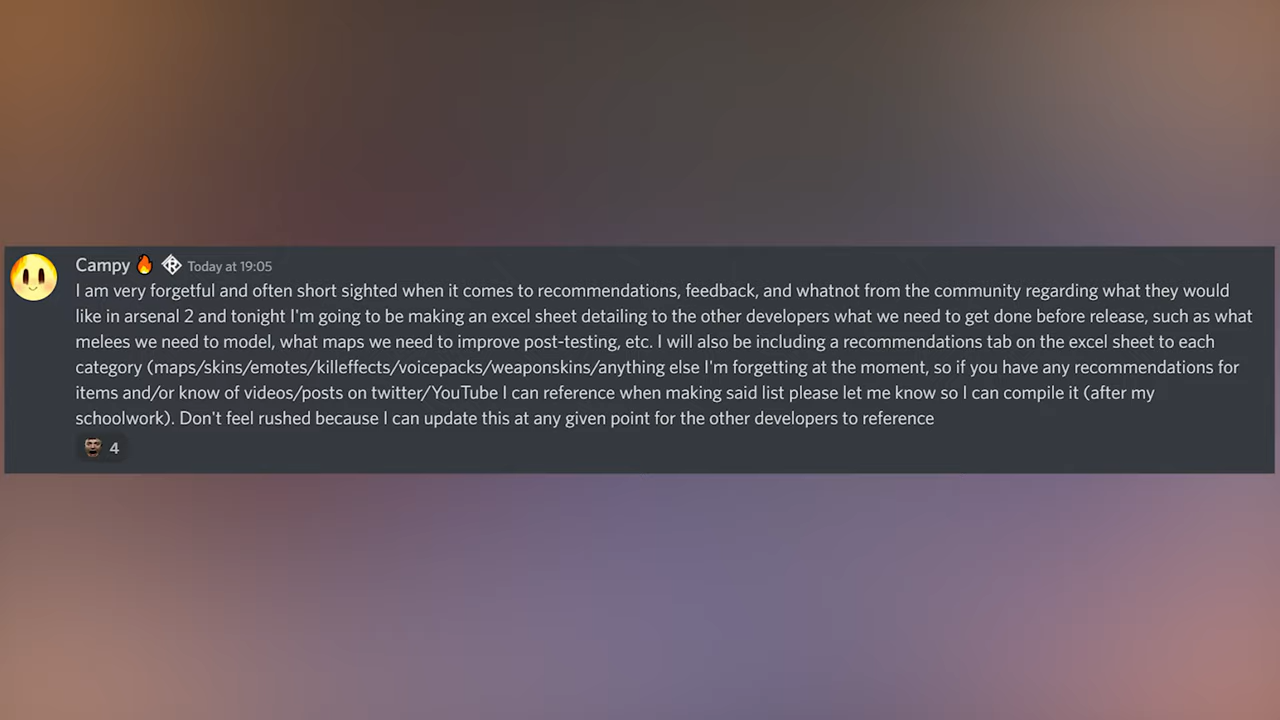 Campy 🔥 Today at 19:05
I am very forgetful and often short sighted when it comes to recommendations, feedback, and whatnot from the community regarding what they would
like in arsenal 2 and tonight I'm going to be making an excel sheet detailing to the other developers what we need to get done before release, such as what
melees we need to model, what maps we need to improve post-testing, etc. I will also be including a recommendations tab on the excel sheet to each
category (maps/skins/emotes/killeffects/voicepacks/weaponskins/anything else I'm forgetting at the moment, so if you have any recommendations for
items and/or know of videos/posts on twitter/YouTube I can reference when making said list please let me know so I can compile it (after my
schoolwork). Don't feel rushed because I can update this at any given point for the other developers to reference
4